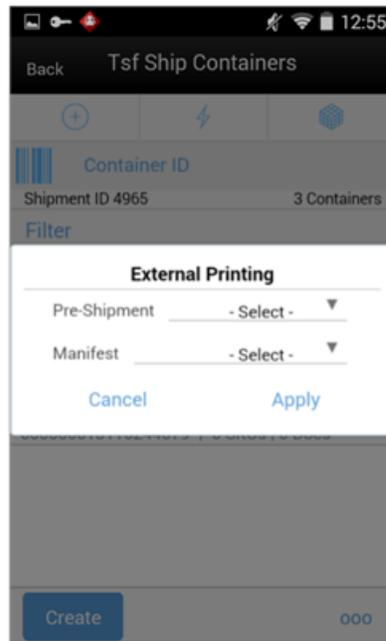 12:55
Back Tsf Ship Containers
Container ID
Shipment ID 4965 3 Containers
Filter
External Printing
Pre-Shipment - Select -
Manifest - Select -
Cancel Apply
Create ooo